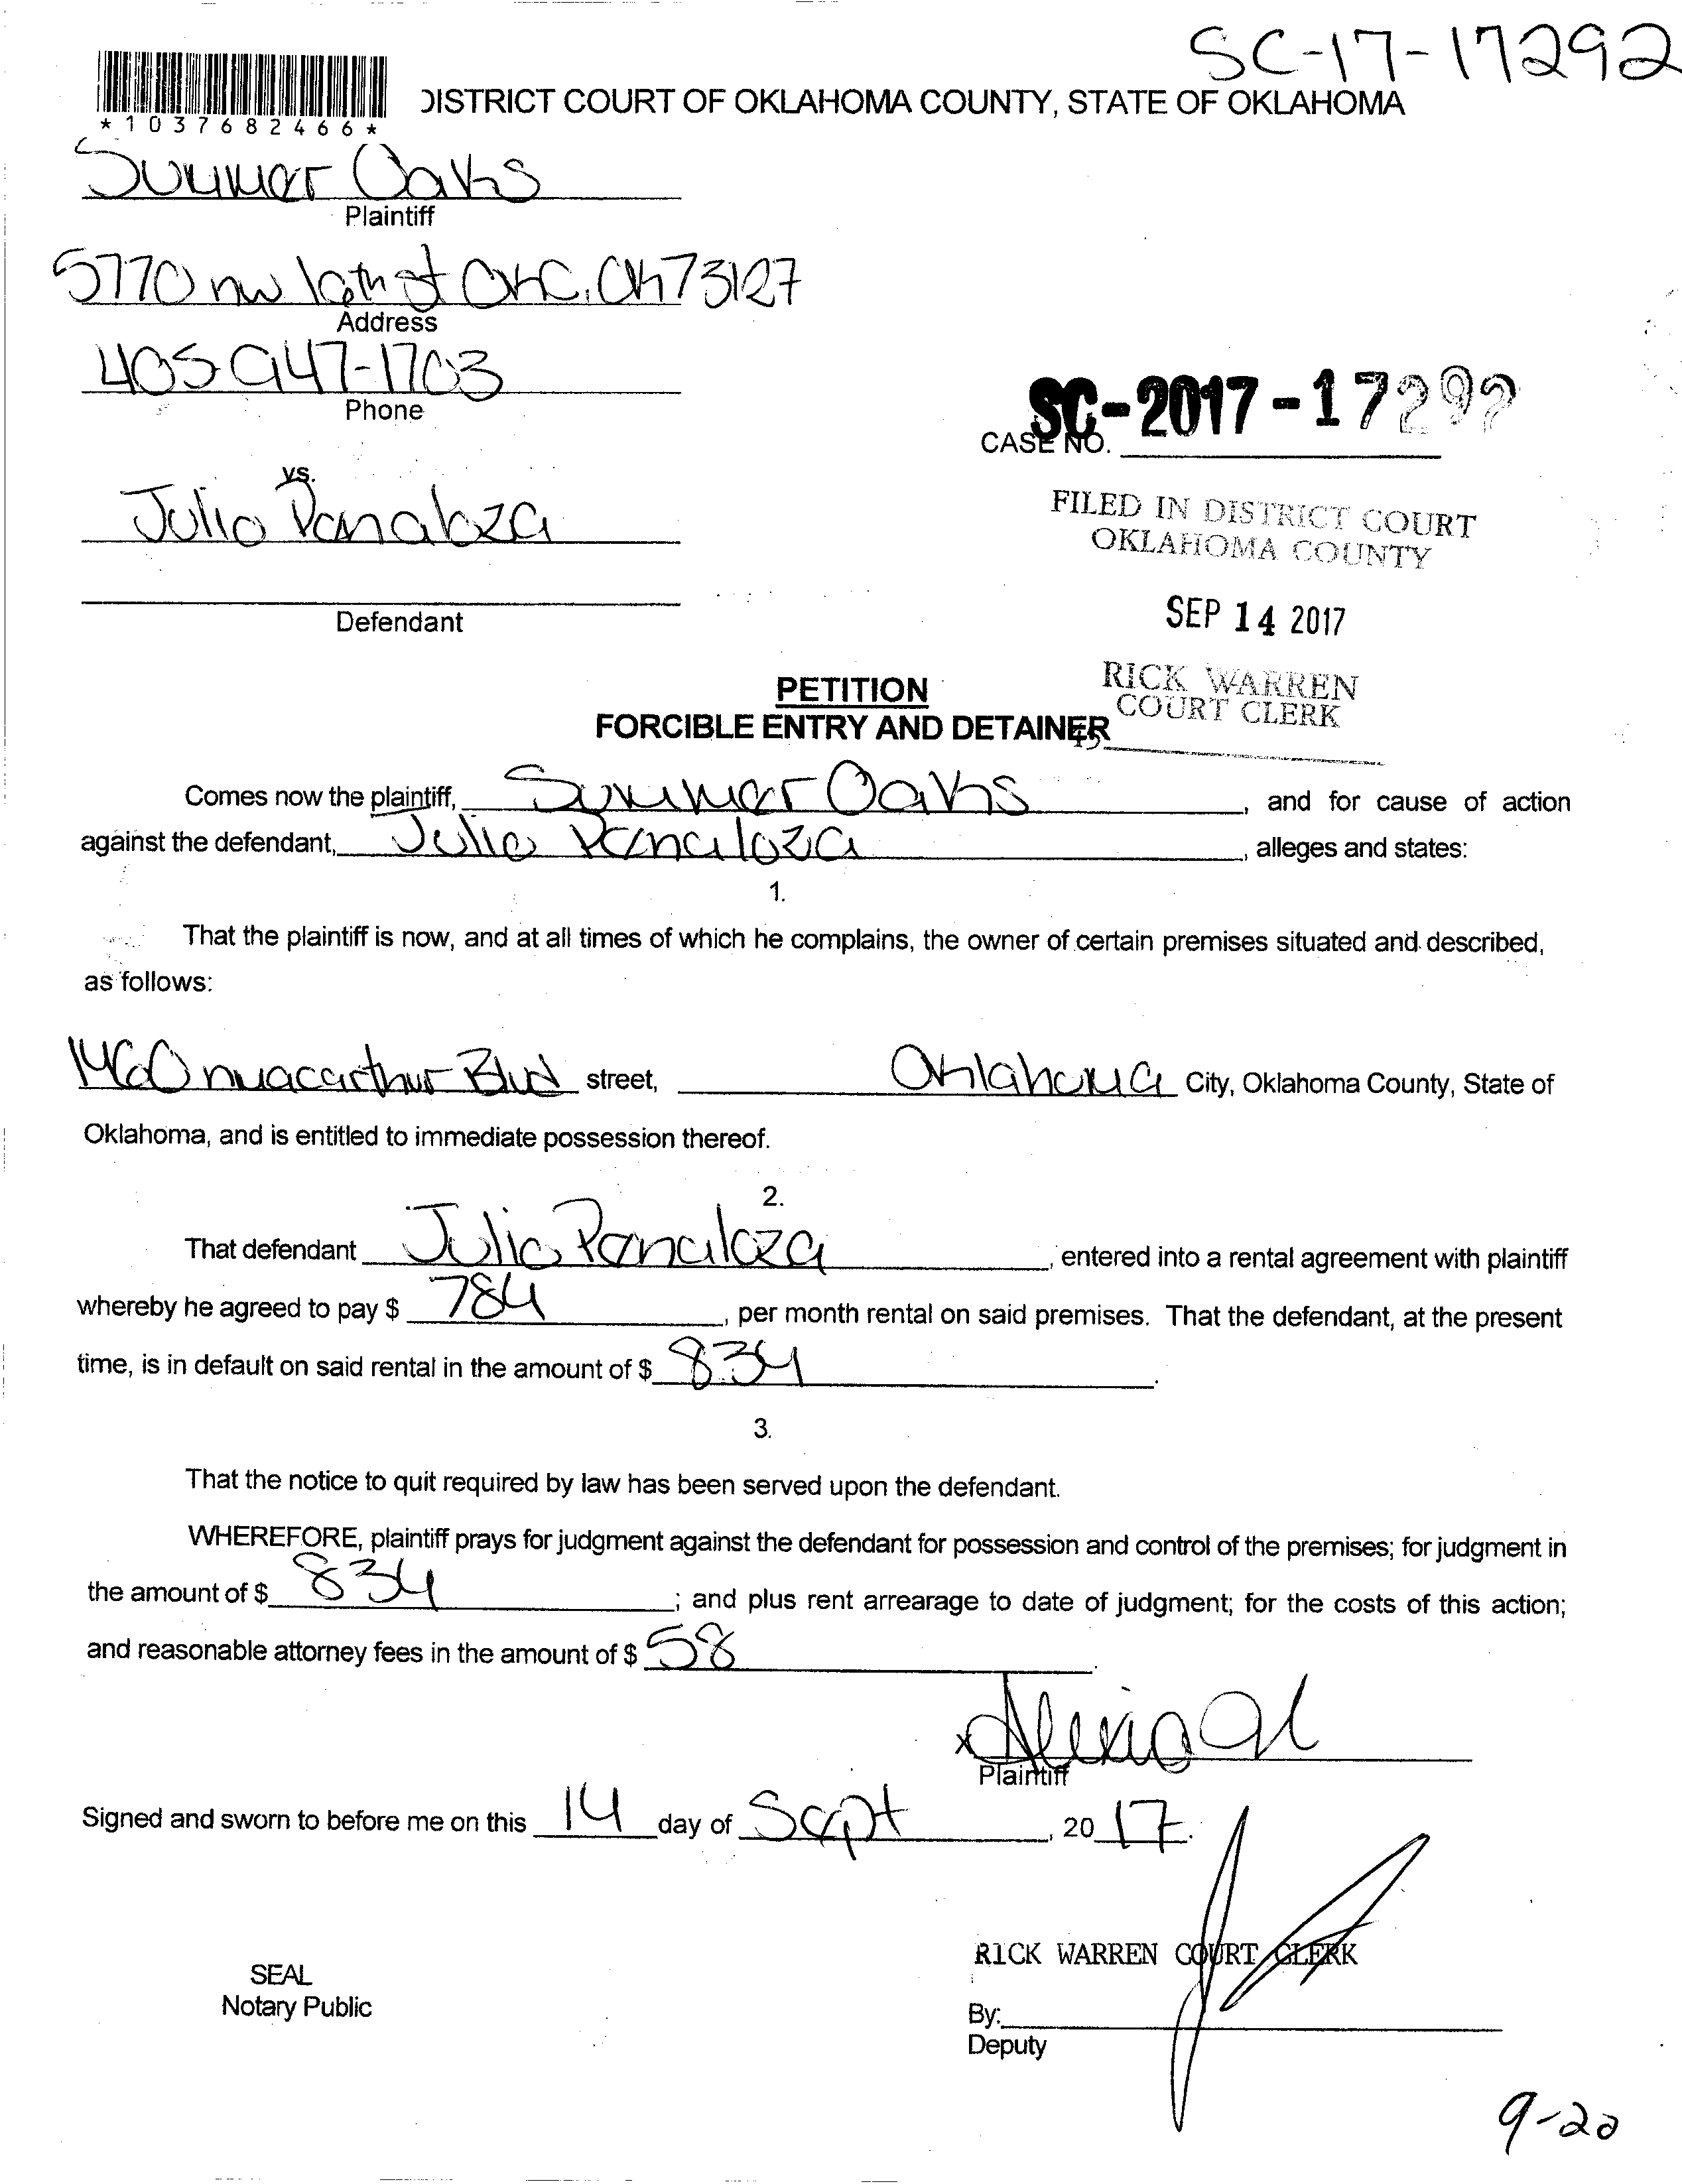 SC-17-17292
*1037682466*
DISTRICT COURT OF OKLAHOMA COUNTY, STATE OF OKLAHOMA
Summer Oaks
Plaintiff
5770 nw 10th st OKC, Ok 73127
Address
405 947-1703
Phone
SC-2017-17292
CASE NO.
vs.
Julio Penaloza
FILED IN DISTRICT COURT
OKLAHOMA COUNTY
Defendant
SEP 14 2017
RICK WARREN
COURT CLERK
PETITION
FORCIBLE ENTRY AND DETAINER
Comes now the plaintiff, Summer Oaks, and for cause of action
against the defendant, Julio Penaloza, alleges and states:
1.
That the plaintiff is now, and at all times of which he complains, the owner of certain premises situated and described,
as follows:
1460 n macarthur Blvd street, Oklahoma City, Oklahoma County, State of
Oklahoma, and is entitled to immediate possession thereof.
2.
That defendant Julio Penaloza, entered into a rental agreement with plaintiff
whereby he agreed to pay $ 784, per month rental on said premises. That the defendant, at the present
time, is in default on said rental in the amount of $ 834.
3.
That the notice to quit required by law has been served upon the defendant.
WHEREFORE, plaintiff prays for judgment against the defendant for possession and control of the premises; for judgment in
the amount of $ 834; and plus rent arrearage to date of judgment; for the costs of this action;
and reasonable attorney fees in the amount of $ 58.
x
Plaintiff
Signed and sworn to before me on this 14 day of Sept, 20 17.
RICK WARREN COURT CLERK
SEAL
Notary Public
By:
Deputy
9-20